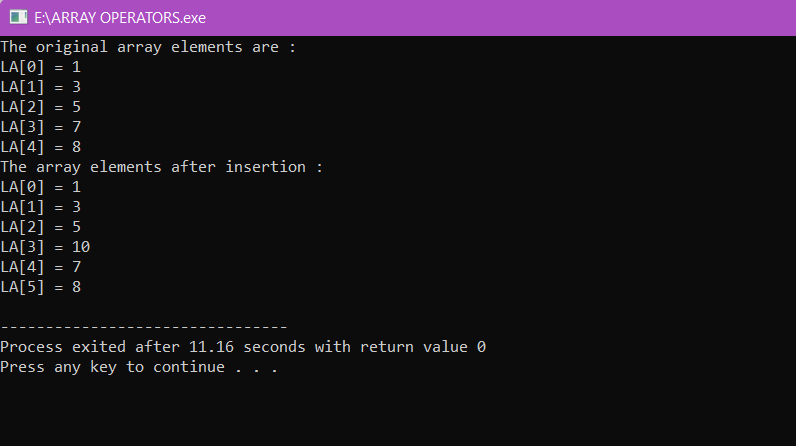 E:\ARRAY OPERATORS.exe
The original array elements are :
LA[0] = 1
LA[1] = 3
LA[2] = 5
LA[3] = 7
LA[4] = 8
The array elements after insertion :
LA[0] = 1
LA[1] = 3
LA[2] = 5
LA[3] = 10
LA[4] = 7
LA[5] = 8
--------------------------------
Process exited after 11.16 seconds with return value 0
Press any key to continue . . .